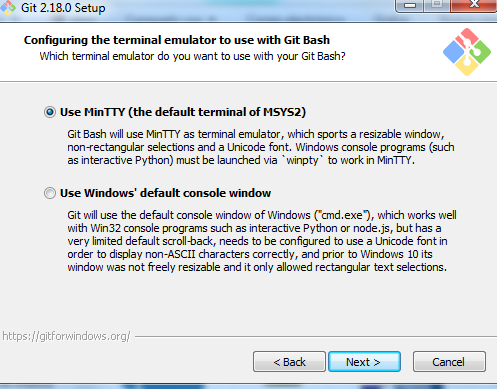 Git 2.18.0 Setup
Configuring the terminal emulator to use with Git Bash
Which terminal emulator do you want to use with your Git Bash?
Use MinTTY (the default terminal of MSYS2)
Git Bash will use MinTTY as terminal emulator, which sports a resizable window,
non-rectangular selections and a Unicode font. Windows console programs (such
as interactive Python) must be launched via `winpty` to work in MinTTY.
Use Windows' default console window
Git will use the default console window of Windows ("cmd.exe"), which works well
with Win32 console programs such as interactive Python or node.js, but has a
very limited default scroll-back, needs to be configured to use a Unicode font in
order to display non-ASCII characters correctly, and prior to Windows 10 its
window was not freely resizable and it only allowed rectangular text selections.
https://gitforwindows.org/
< Back
Next >
Cancel